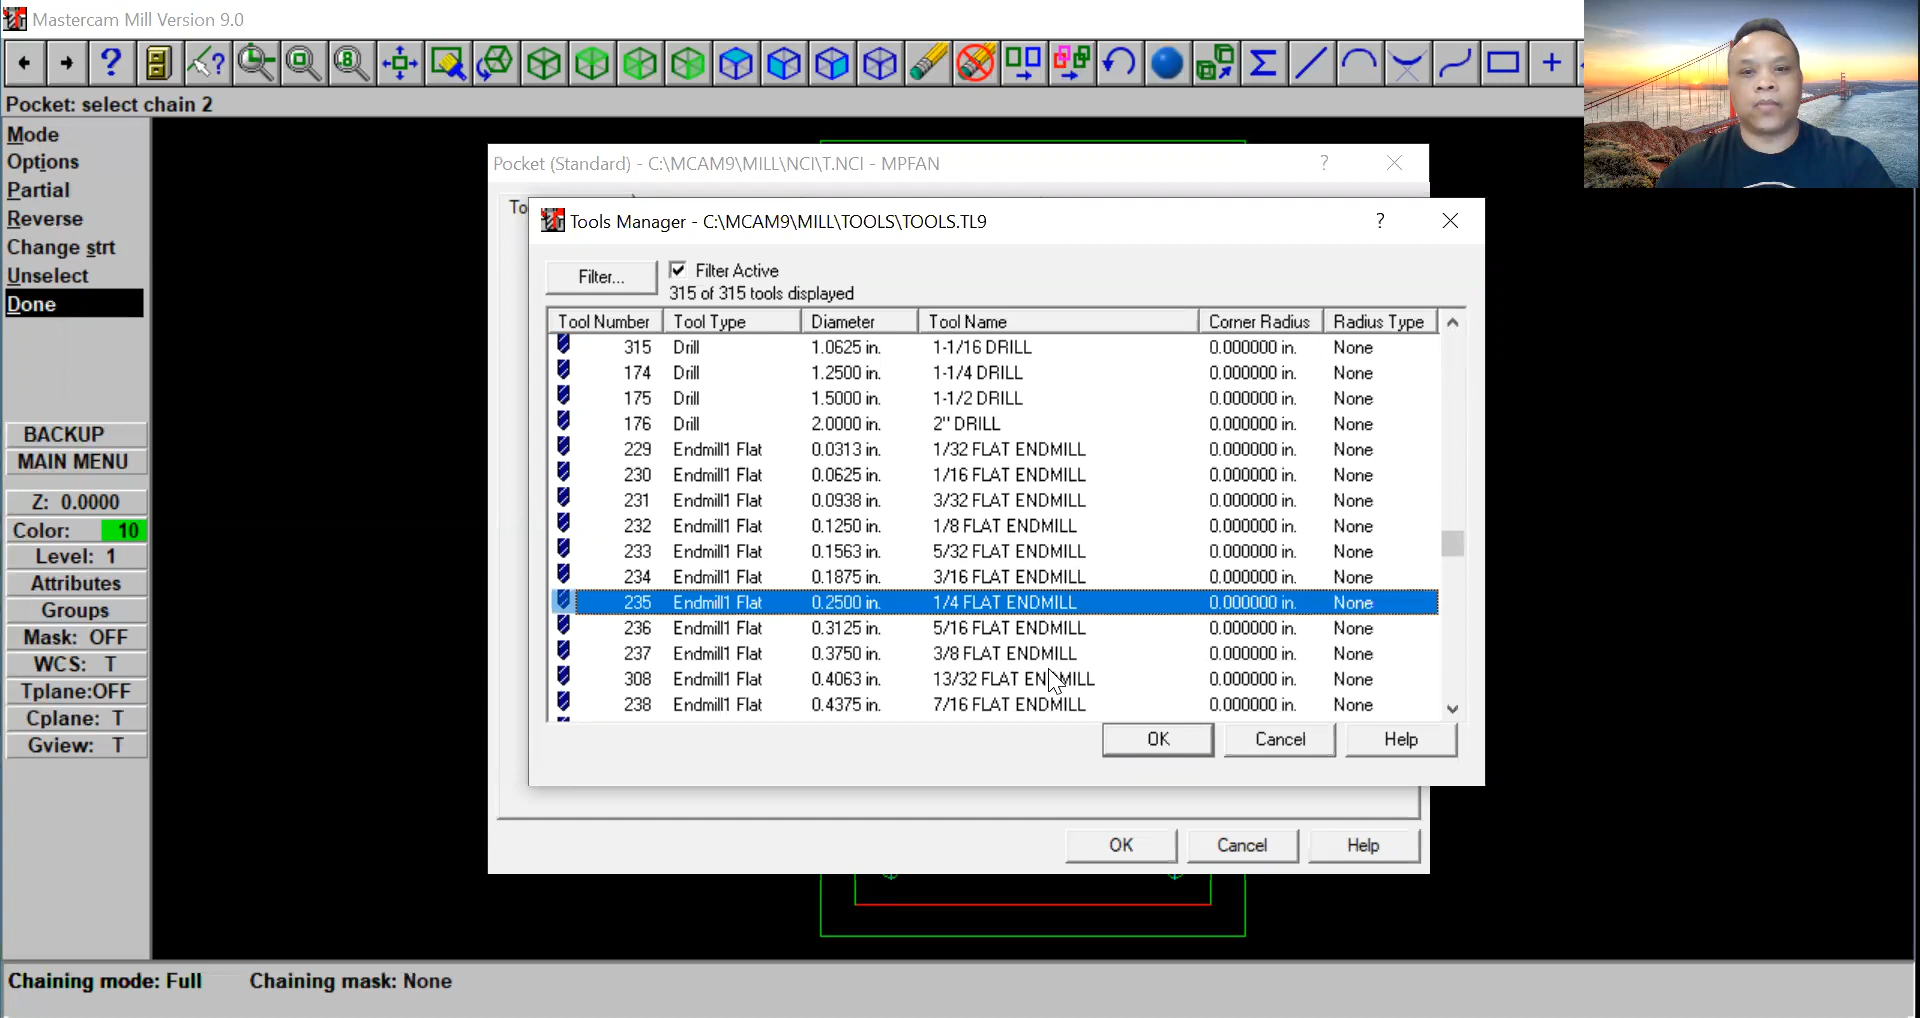 Mastercam Mill Version 9.0
Pocket: select chain 2
Mode
Options
Partial
Reverse
Change strt
Unselect
Done
BACKUP
MAIN MENU
Z: 0.0000
Color: 10
Level: 1
Attributes
Groups
Mask: OFF
WCS: T
Tplane:OFF
Cplane: T
Gview: T
Pocket (Standard) - C:\MCAM9\MILL\NCI\T.NCI - MPFAN
Tools Manager - C:\MCAM9\MILL\TOOLS\TOOLS.TL9
Filter...
Filter Active
315 of 315 tools displayed
Tool Number Tool Type Diameter Tool Name Corner Radius Radius Type
315 Drill 1.0625 in. 1-1/16 DRILL 0.000000 in. None
174 Drill 1.2500 in. 1-1/4 DRILL 0.000000 in. None
175 Drill 1.5000 in. 1-1/2 DRILL 0.000000 in. None
176 Drill 2.0000 in. 2" DRILL 0.000000 in. None
229 Endmill1 Flat 0.0313 in. 1/32 FLAT ENDMILL 0.000000 in. None
230 Endmill1 Flat 0.0625 in. 1/16 FLAT ENDMILL 0.000000 in. None
231 Endmill1 Flat 0.0938 in. 3/32 FLAT ENDMILL 0.000000 in. None
232 Endmill1 Flat 0.1250 in. 1/8 FLAT ENDMILL 0.000000 in. None
233 Endmill1 Flat 0.1563 in. 5/32 FLAT ENDMILL 0.000000 in. None
234 Endmill1 Flat 0.1875 in. 3/16 FLAT ENDMILL 0.000000 in. None
235 Endmill1 Flat 0.2500 in. 1/4 FLAT ENDMILL 0.000000 in. None
236 Endmill1 Flat 0.3125 in. 5/16 FLAT ENDMILL 0.000000 in. None
237 Endmill1 Flat 0.3750 in. 3/8 FLAT ENDMILL 0.000000 in. None
308 Endmill1 Flat 0.4063 in. 13/32 FLAT ENDMILL 0.000000 in. None
238 Endmill1 Flat 0.4375 in. 7/16 FLAT ENDMILL 0.000000 in. None
OK Cancel Help
OK Cancel Help
Chaining mode: Full Chaining mask: None